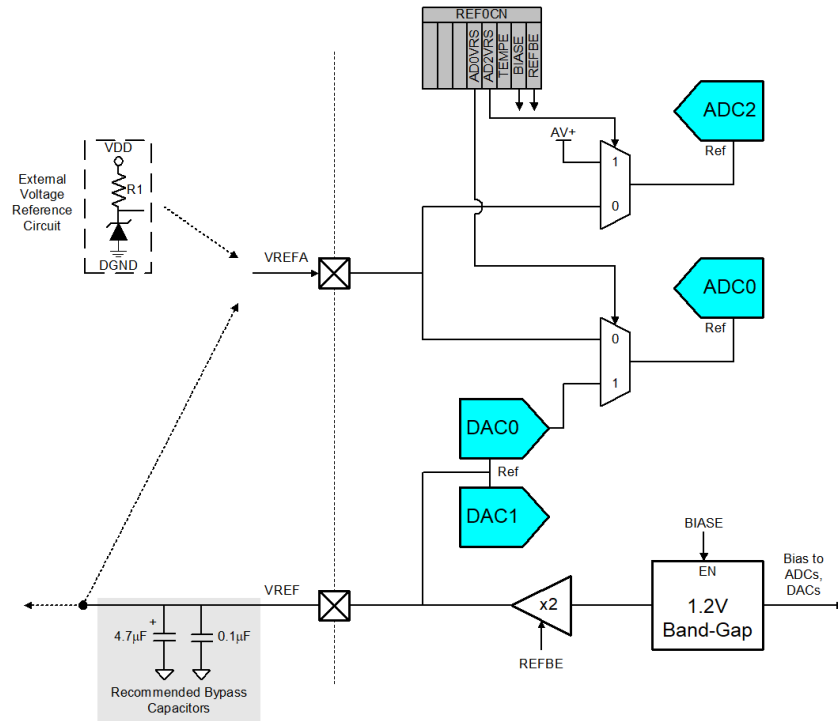 REF0CN
AD0VRS
AD2VRS
TEMPE
BIASE
REFBE
ADC2
Ref
AV+
1
0
VDD
R1
External
Voltage
Reference
Circuit
DGND
VREFA
ADC0
Ref
0
1
DAC0
Ref
DAC1
BIASE
EN
1.2V
Band-Gap
Bias to
ADCs,
DACs
x2
REFBE
VREF
+
4.7µF
0.1µF
Recommended Bypass
Capacitors